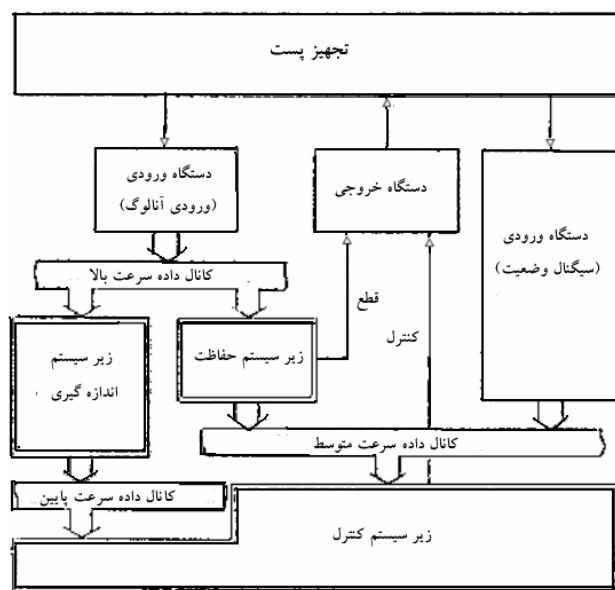 تجهیز پست
دستگاه ورودی
(ورودی آنالوگ)
دستگاه خروجی
دستگاه ورودی
(سیگنال وضعیت)
کانال داده سرعت بالا
قطع
کنترل
زیر سیستم
اندازه گیری
زیر سیستم حفاظت
کانال داده سرعت متوسط
کانال داده سرعت پایین
زیر سیستم کنترل